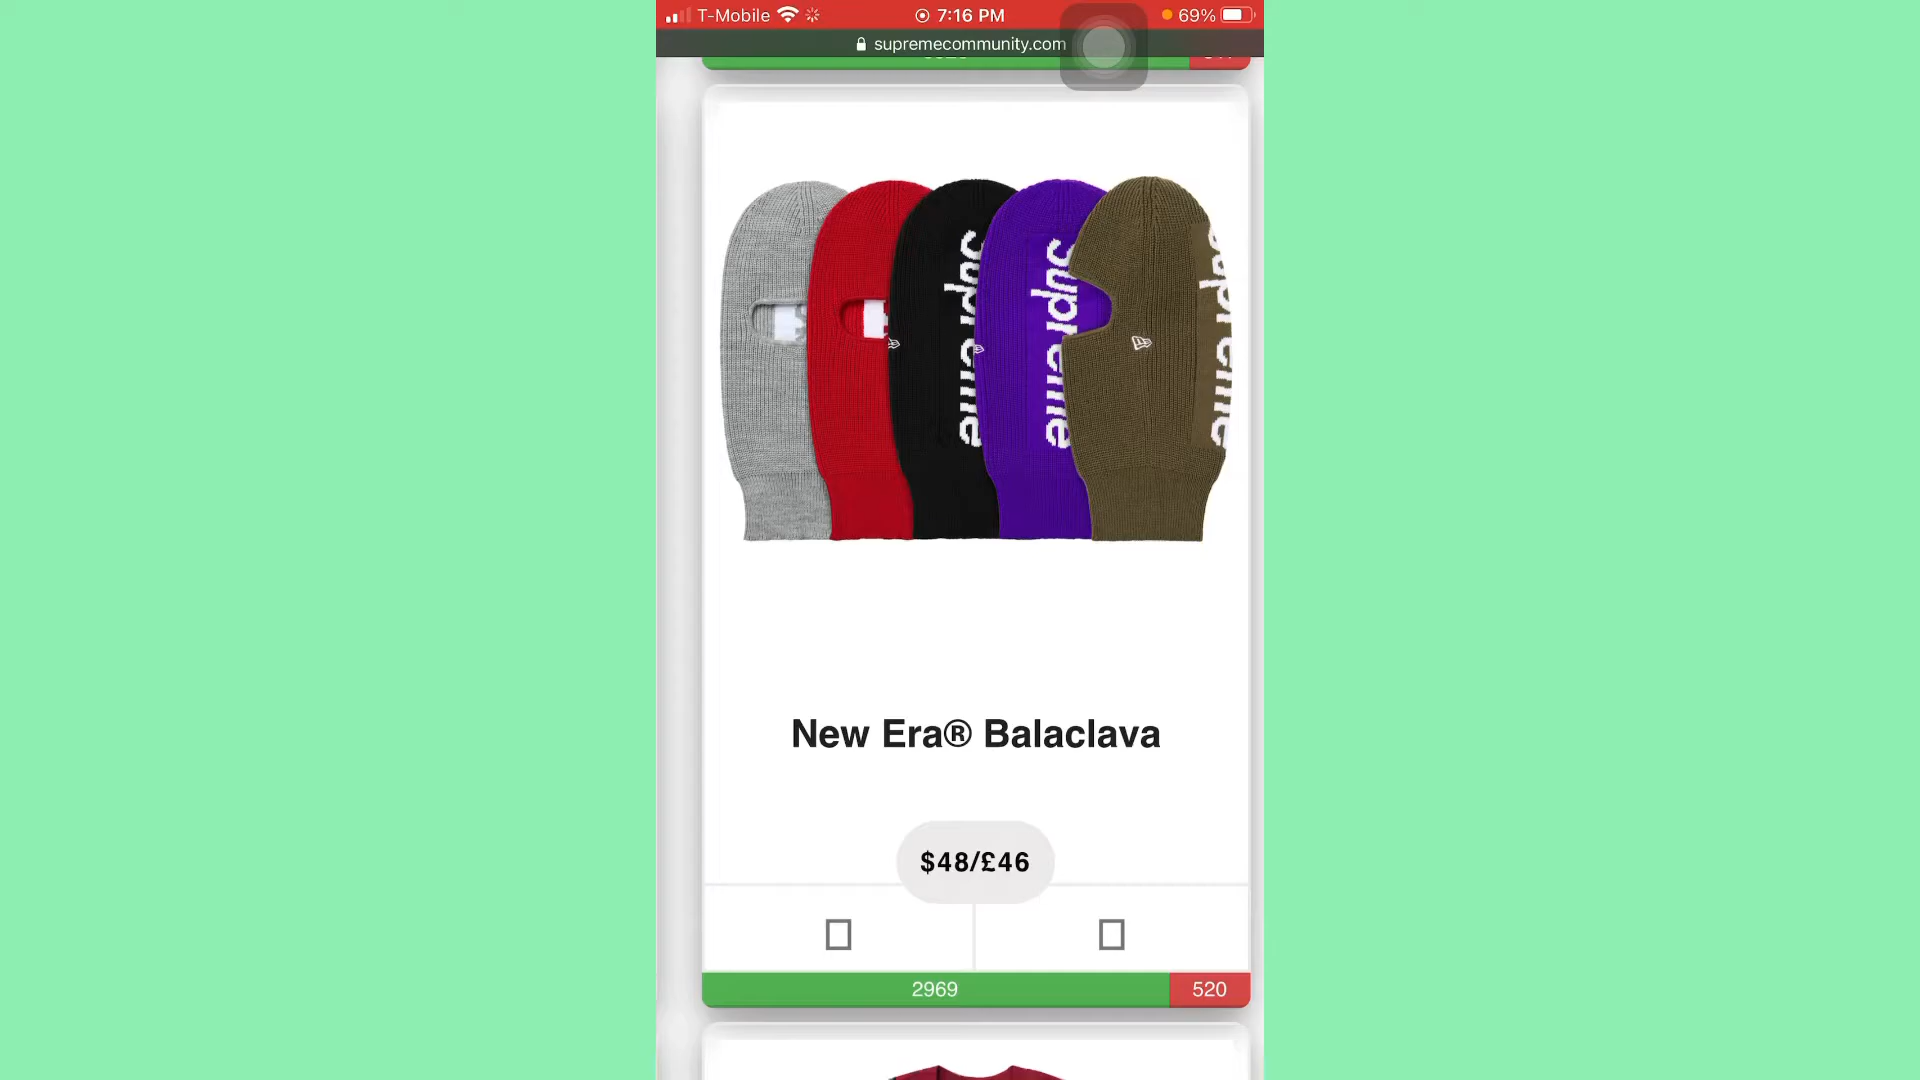 T-Mobile 7:16 PM 69%
supremecommunity.com
Supreme
Supreme
Supreme
New Era® Balaclava
$48/£46
2969 520